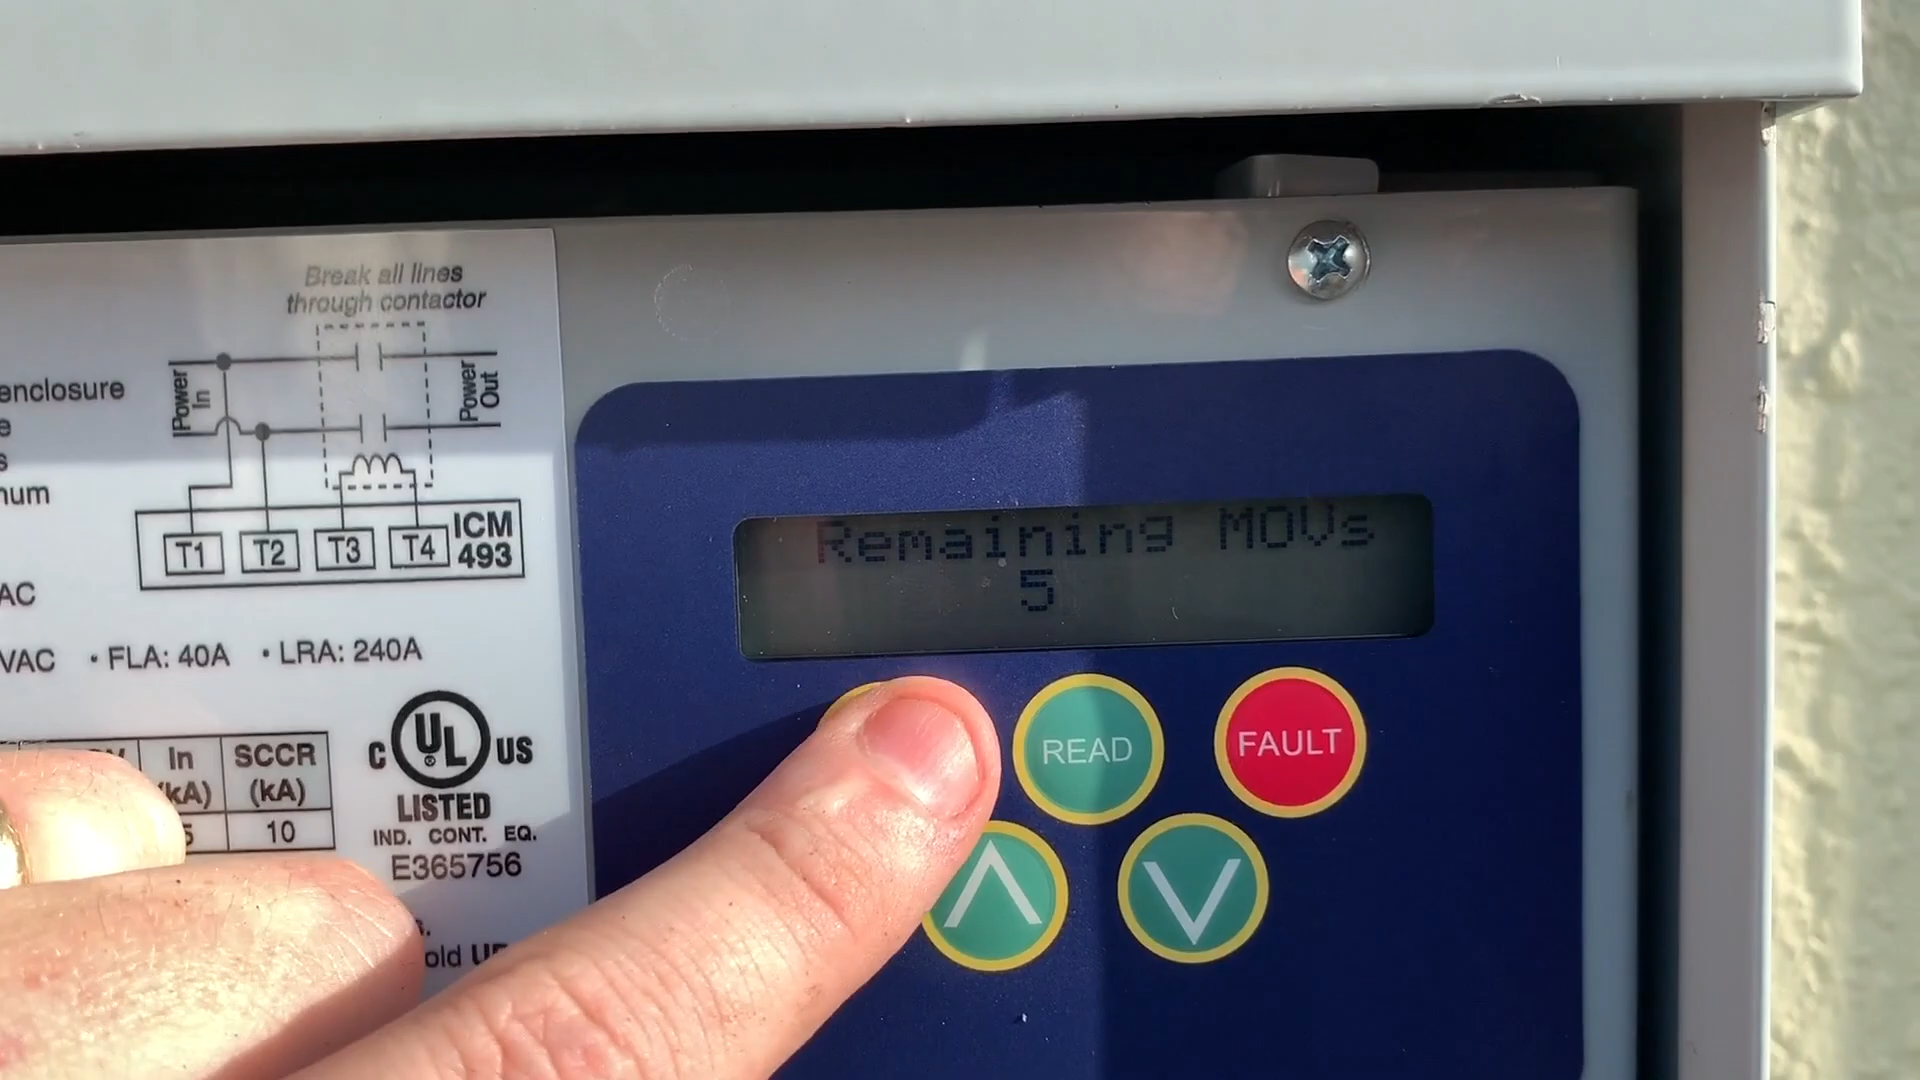 Break all lines
through contactor
Power
In
Power
Out
enclosure
T1
T2
T3
T4
ICM
493
VAC • FLA: 40A • LRA: 240A
In
(kA)
SCCR
(kA)
10
C UL US
®
LISTED
IND. CONT. EQ.
E365756
old
Remaining MOVs
5
READ
FAULT